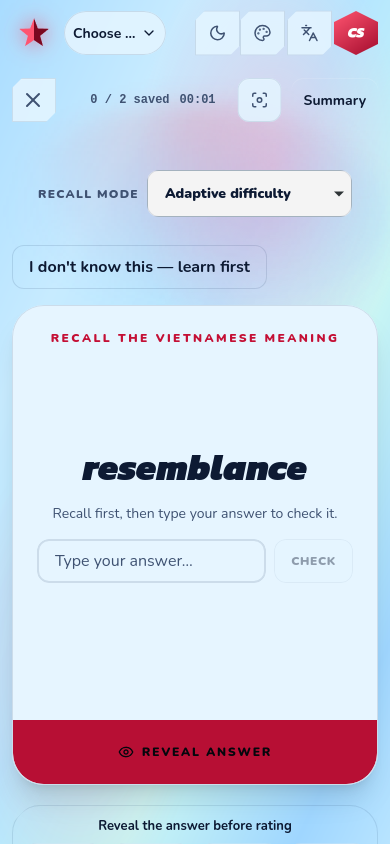 Choose ...
CS
0 / 2 saved 00:01
Summary
RECALL MODE
Adaptive difficulty
I don't know this — learn first
RECALL THE VIETNAMESE MEANING
resemblance
Recall first, then type your answer to check it.
Type your answer...
CHECK
REVEAL ANSWER
Reveal the answer before rating